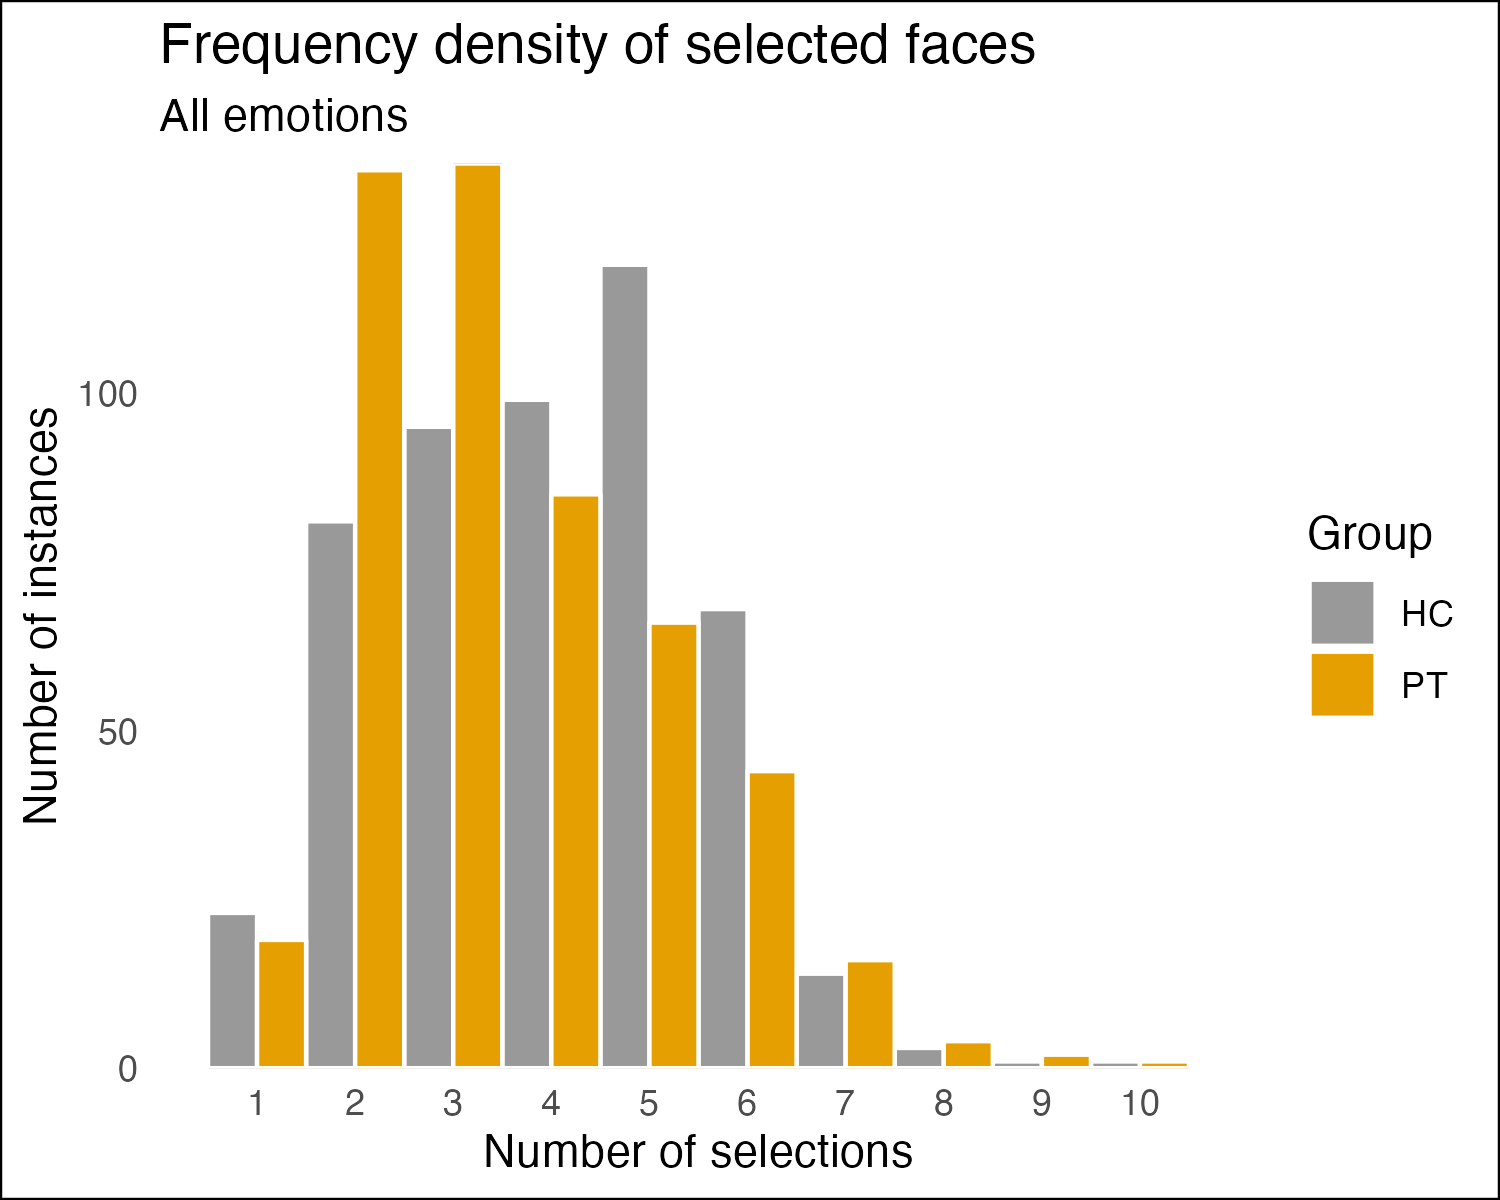 Frequency density of selected faces
All emotions
Number of instances
100
50
0
1 2 3 4 5 6 7 8 9 10
Number of selections
Group
HC
PT